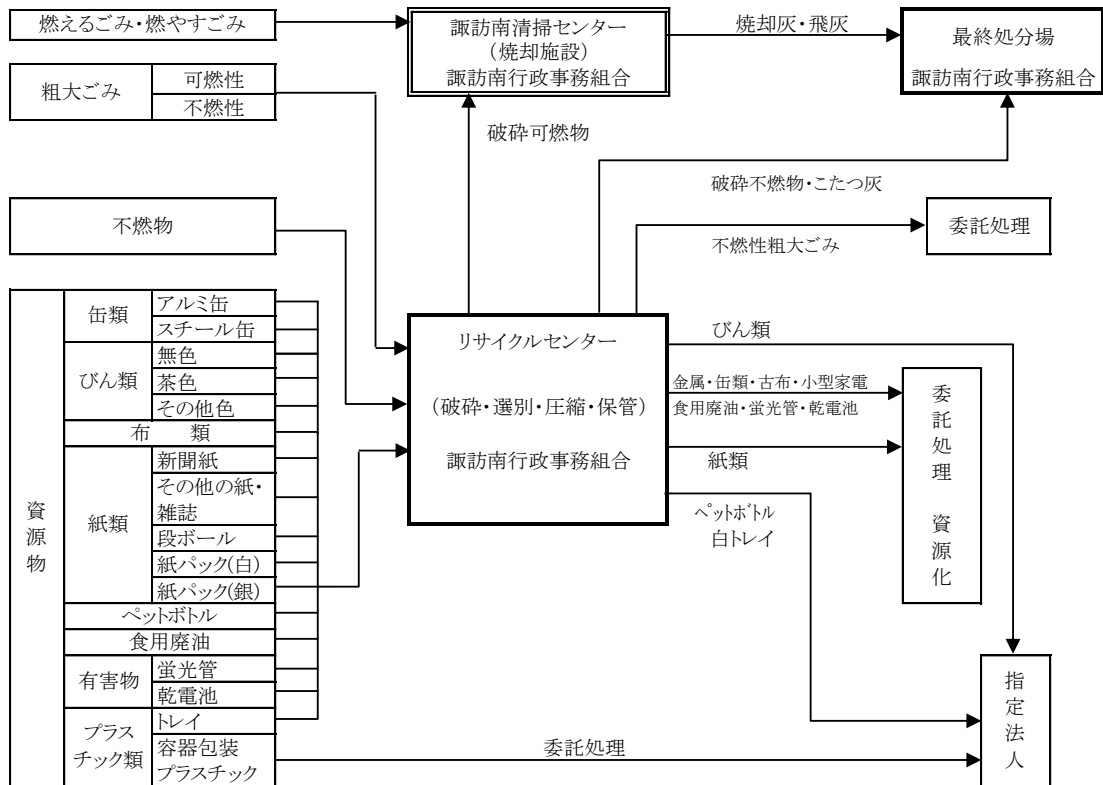 燃えるごみ・燃やすごみ
粗大ごみ
可燃性
不燃性
不燃物
資源物
缶類
アルミ缶
スチール缶
びん類
無色
茶色
その他色
布　類
紙類
新聞紙
その他の紙・
雑誌
段ボール
紙パック(白)
紙パック(銀)
ペットボトル
食用廃油
有害物
蛍光管
乾電池
プラス
チック類
トレイ
容器包装
プラスチック
諏訪南清掃センター
(焼却施設)
諏訪南行政事務組合
焼却灰・飛灰
最終処分場
諏訪南行政事務組合
破砕可燃物
破砕不燃物・こたつ灰
不燃性粗大ごみ
委託処理
リサイクルセンター
(破砕・選別・圧縮・保管)
諏訪南行政事務組合
びん類
金属・缶類・古布・小型家電
食用廃油・蛍光管・乾電池
紙類
ペットボトル
白トレイ
委託処理　資源化
委託処理
指定法人